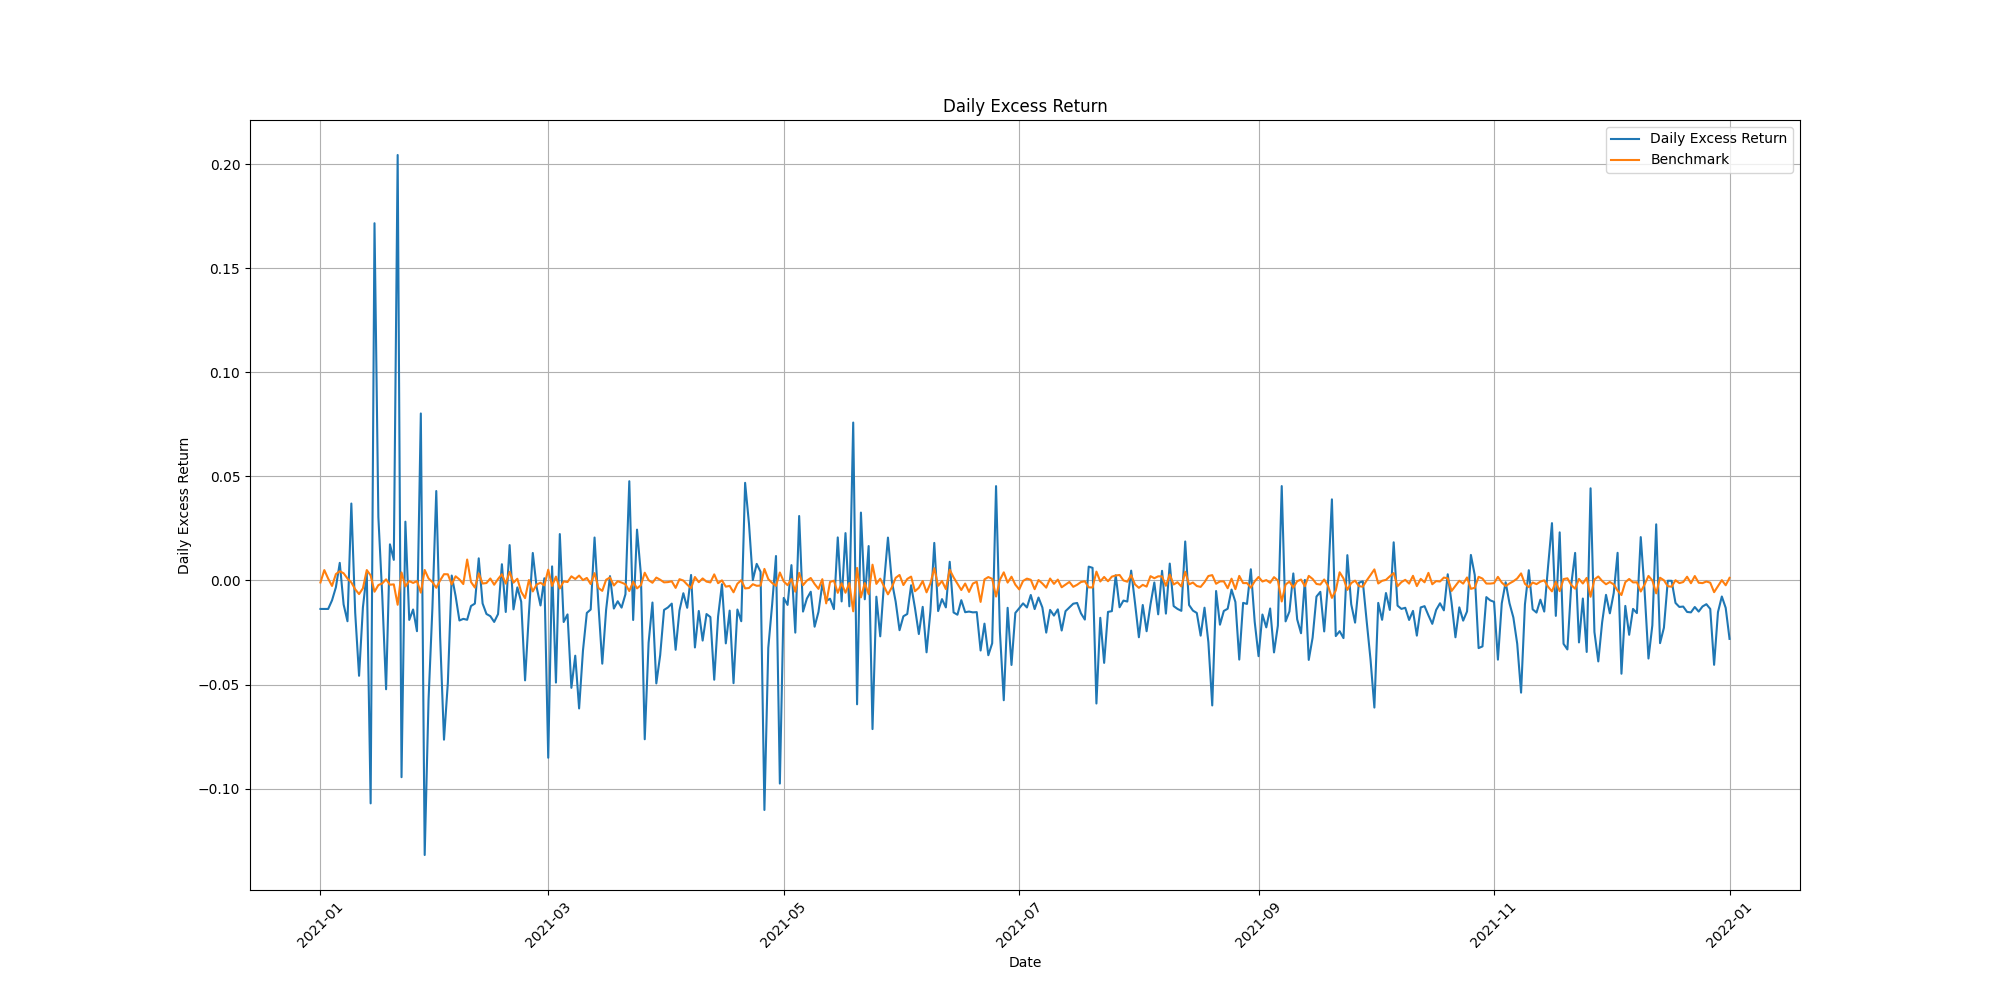 Daily Excess Return
Daily Excess Return
Benchmark
0.20
0.15
0.10
0.05
0.00
−0.05
−0.10
Daily Excess Return
2021-01
2021-03
2021-05
2021-07
2021-09
2021-11
2022-01
Date